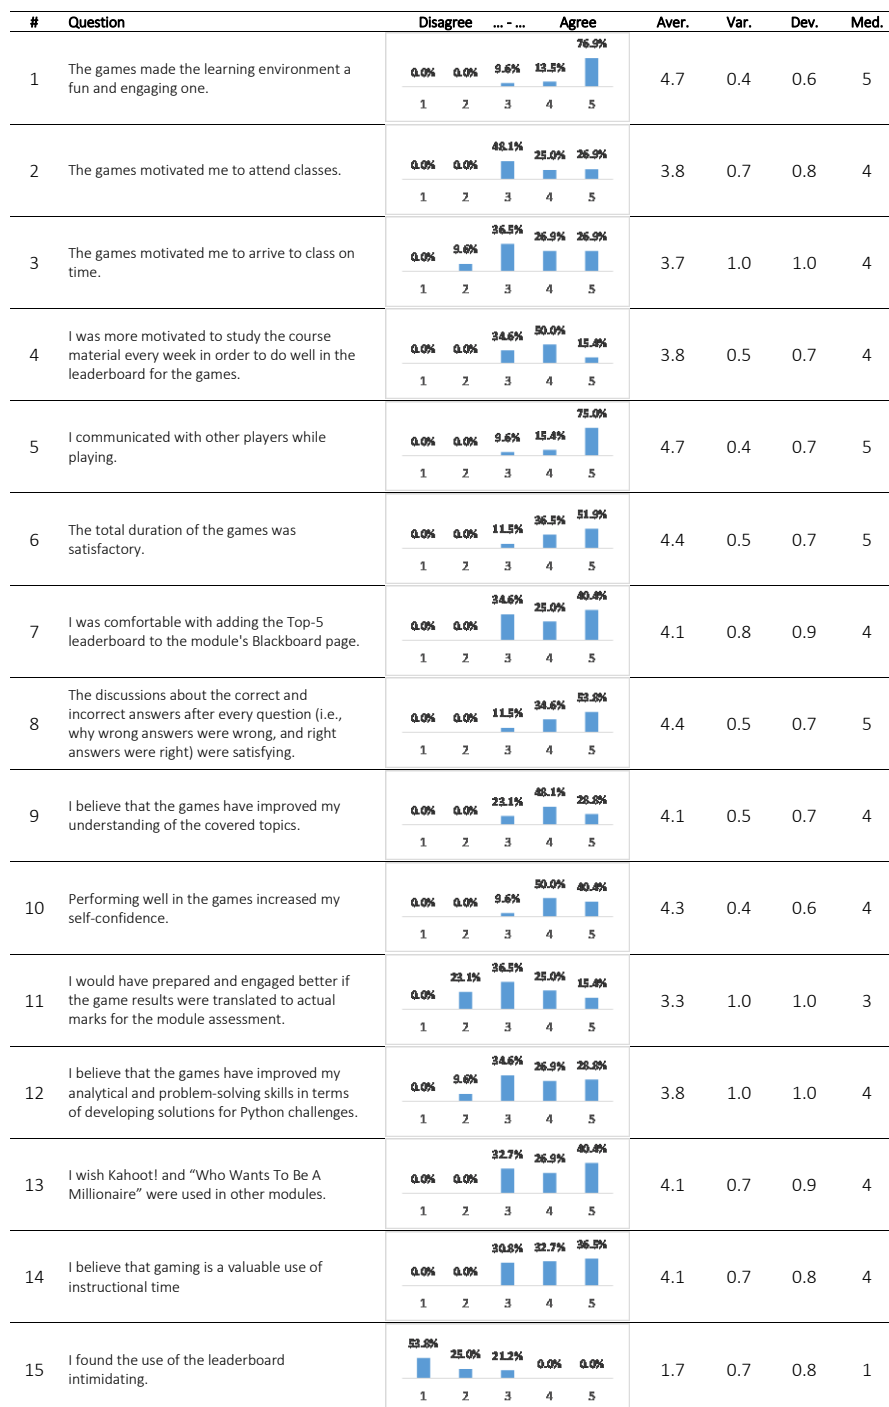 # Question Disagree ... - ... Agree Aver. Var. Dev. Med.
76.9%
The games made the learning environment a
0.0% 0.0% 9.6% 13.5%
1 4.7 0.4 0.6 5
fun and engaging one.
1 2 3 4 5
48.1%
0.0% 0.0% 25.0% 26.9%
2 The games motivated me to attend classes. 3.8 0.7 0.8 4
1 2 3 4 5
36.5%
The games motivated me to arrive to class on
0.0% 9.6% 26.9% 26.9%
3 3.7 1.0 1.0 4
time.
1 2 3 4 5
I was more motivated to study the course
34.6% 50.0%
0.0% 0.0% 15.4%
4 material every week in order to do well in the 3.8 0.5 0.7 4
leaderboard for the games.
1 2 3 4 5
75.0%
I communicated with other players while
0.0% 0.0% 9.6% 15.4%
5 4.7 0.4 0.7 5
playing.
1 2 3 4 5
51.9%
The total duration of the games was
0.0% 0.0% 11.5% 36.5%
6 4.4 0.5 0.7 5
satisfactory.
1 2 3 4 5
34.6% 40.4%
I was comfortable with adding the Top-5
0.0% 0.0% 25.0%
7 4.1 0.8 0.9 4
leaderboard to the module's Blackboard page.
1 2 3 4 5
The discussions about the correct and
53.8%
incorrect answers after every question (i.e.,
0.0% 0.0% 11.5% 34.6%
8 4.4 0.5 0.7 5
why wrong answers were wrong, and right
answers were right) were satisfying.
1 2 3 4 5
48.1%
I believe that the games have improved my
0.0% 0.0% 23.1% 28.8%
9 4.1 0.5 0.7 4
understanding of the covered topics.
1 2 3 4 5
50.0% 40.4%
Performing well in the games increased my
0.0% 0.0% 9.6%
10 4.3 0.4 0.6 4
self-confidence.
1 2 3 4 5
36.5%
I would have prepared and engaged better if
0.0% 23.1% 25.0% 15.4%
11 the game results were translated to actual 3.3 1.0 1.0 3
marks for the module assessment.
1 2 3 4 5
34.6%
I believe that the games have improved my
0.0% 9.6% 26.9% 28.8%
12 analytical and problem-solving skills in terms 3.8 1.0 1.0 4
of developing solutions for Python challenges.
1 2 3 4 5
32.7% 40.4%
I wish Kahoot! and “Who Wants To Be A
0.0% 0.0% 26.9%
13 4.1 0.7 0.9 4
Millionaire” were used in other modules.
1 2 3 4 5
30.8% 32.7% 36.5%
I believe that gaming is a valuable use of
0.0% 0.0%
14 4.1 0.7 0.8 4
instructional time
1 2 3 4 5
53.8%
I found the use of the leaderboard
25.0% 21.2% 0.0% 0.0%
15 1.7 0.7 0.8 1
intimidating.
1 2 3 4 5